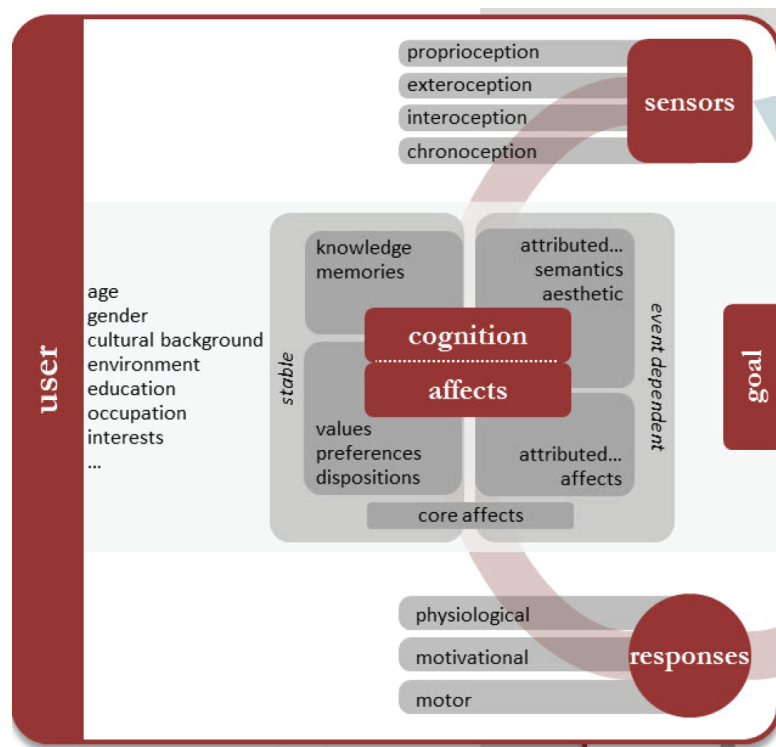 proprioception
exteroception
interoception
chronoception
sensors
user
age
gender
cultural background
environment
education
occupation
interests
...
stable
knowledge
memories
attributed...
semantics
aesthetic
cognition
affects
values
preferences
dispositions
attributed...
affects
event dependent
core affects
goal
physiological
motivational
motor
responses